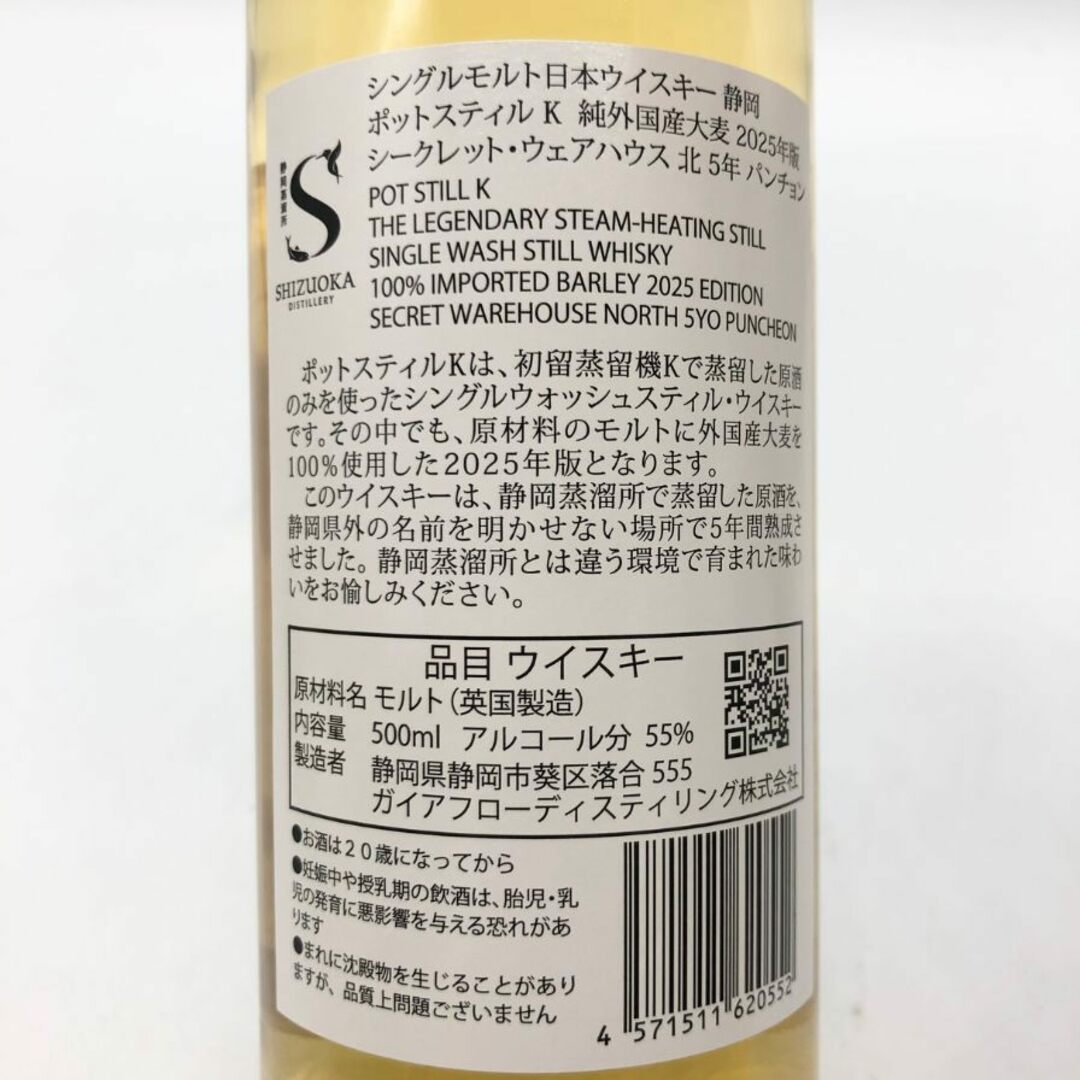 シングルモルト日本ウイスキー 静岡
ポットスティル K 純外国産大麦 2025年版
シークレット・ウェアハウス 北 5年 パンチョン
POT STILL K
THE LEGENDARY STEAM-HEATING STILL
SINGLE WASH STILL WHISKY
100% IMPORTED BARLEY 2025 EDITION
SECRET WAREHOUSE NORTH 5YO PUNCHEON
静岡蒸溜所
S
SHIZUOKA
DISTILLERY
ポットスティルKは、初留蒸留機Kで蒸留した原酒
のみを使ったシングルウォッシュスティル・ウイスキー
です。その中でも、原材料のモルトに外国産大麦を
100%使用した2025年版となります。
このウイスキーは、静岡蒸溜所で蒸留した原酒を、
静岡県外の名前を明かせない場所で5年間熟成さ
せました。静岡蒸溜所とは違う環境で育まれた味わ
いをお愉しみください。
品目 ウイスキー
原材料名 モルト（英国製造）
内容量 500ml アルコール分 55%
製造者 静岡県静岡市葵区落合 555
ガイアフローディスティリング株式会社
●お酒は20歳になってから
●妊娠中や授乳期の飲酒は、胎児・乳
児の発育に悪影響を与える恐れがあ
ります
●まれに沈殿物を生じることがあり
ますが、品質上問題ございません
4 571511 620552